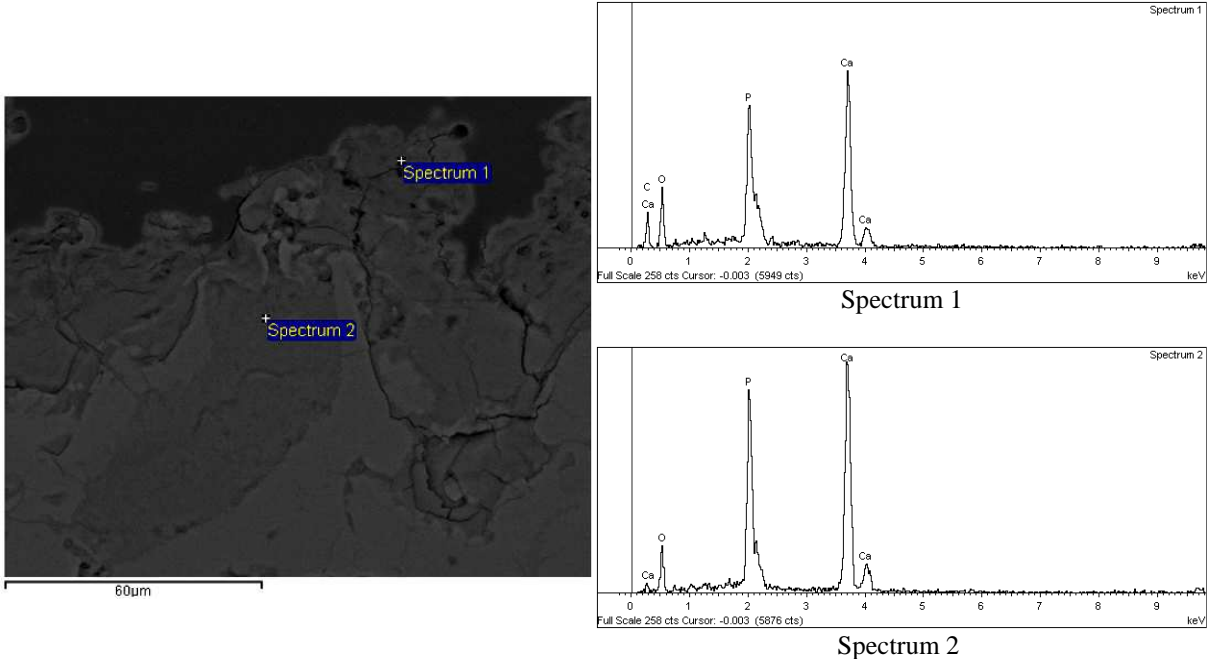 Spectrum 1
Spectrum 2
60µm
Spectrum 1
C
Ca
O
P
Ca
Ca
0 1 2 3 4 5 6 7 8 9
Full Scale 258 cts Cursor: -0.003 (5949 cts)
keV
Spectrum 1
Spectrum 2
Ca
O
P
Ca
Ca
0 1 2 3 4 5 6 7 8 9
Full Scale 258 cts Cursor: -0.003 (5876 cts)
keV
Spectrum 2